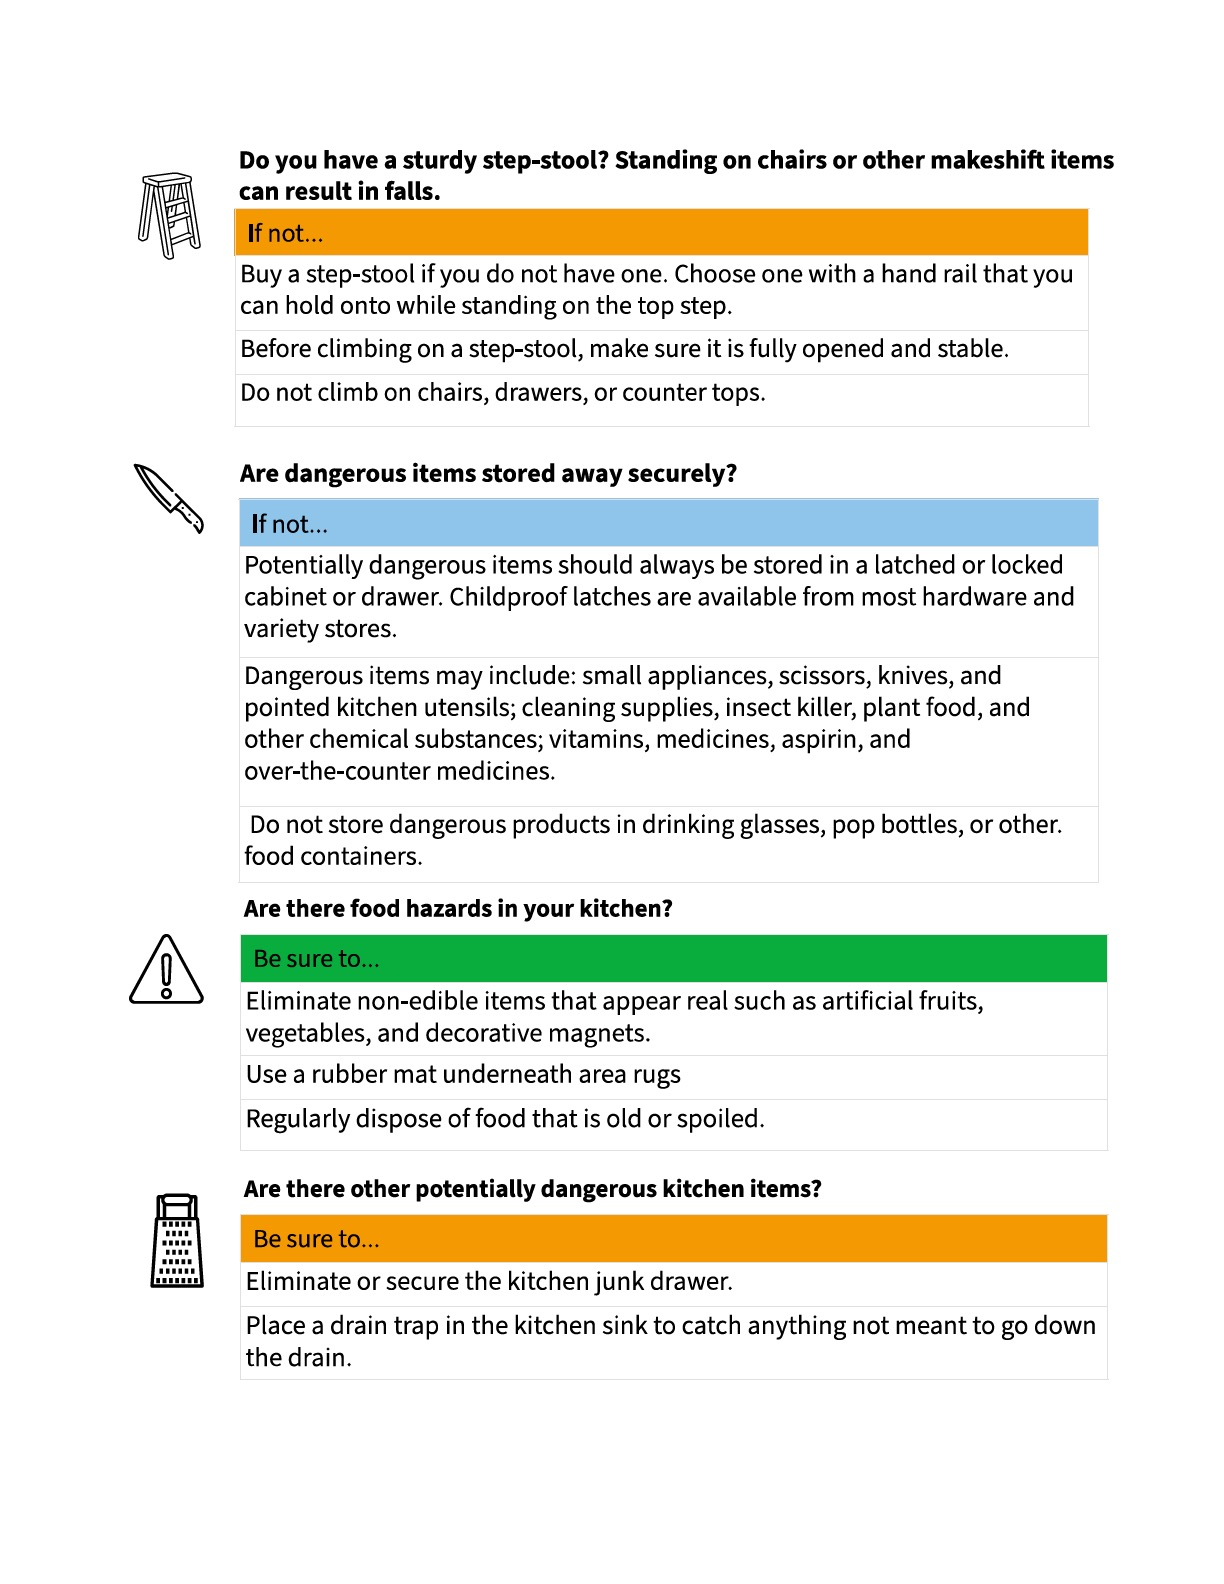 Do you have a sturdy step-stool? Standing on chairs or other makeshift items
can result in falls.
If not...
Buy a step-stool if you do not have one. Choose one with a hand rail that you
can hold onto while standing on the top step.
Before climbing on a step-stool, make sure it is fully opened and stable.
Do not climb on chairs, drawers, or counter tops.
Are dangerous items stored away securely?
If not...
Potentially dangerous items should always be stored in a latched or locked
cabinet or drawer. Childproof latches are available from most hardware and
variety stores.
Dangerous items may include: small appliances, scissors, knives, and
pointed kitchen utensils; cleaning supplies, insect killer, plant food, and
other chemical substances; vitamins, medicines, aspirin, and
over-the-counter medicines.
Do not store dangerous products in drinking glasses, pop bottles, or other.
food containers.
Are there food hazards in your kitchen?
Be sure to...
Eliminate non-edible items that appear real such as artificial fruits,
vegetables, and decorative magnets.
Use a rubber mat underneath area rugs
Regularly dispose of food that is old or spoiled.
Are there other potentially dangerous kitchen items?
Be sure to...
Eliminate or secure the kitchen junk drawer.
Place a drain trap in the kitchen sink to catch anything not meant to go down
the drain.